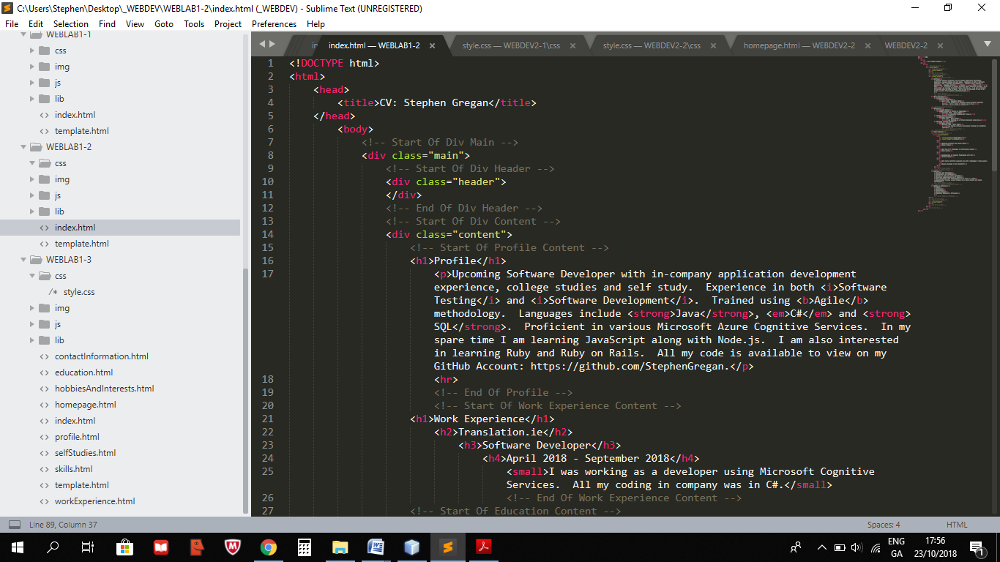 C:\Users\Stephen\Desktop\_WEBDEV\WEBLAB1-2\index.html (_WEBDEV) - Sublime Text (UNREGISTERED)
File Edit Selection Find View Goto Tools Project Preferences Help
WEBLAB1-1
css
img
js
lib
index.html
template.html
WEBLAB1-2
css
img
js
lib
index.html
template.html
WEBLAB1-3
css
/* style.css
img
js
lib
contactInformation.html
education.html
hobbiesAndInterests.html
homepage.html
index.html
profile.html
selfStudies.html
skills.html
template.html
workExperience.html
index.html — WEBLAB1-2 style.css — WEBDEV2-1\css style.css — WEBDEV2-2\css homepage.html — WEBDEV2-2 WEBDEV2-2
1 <!DOCTYPE html>
2 <html>
3 <head>
4 <title>CV: Stephen Gregan</title>
5 </head>
6 <body>
7 <!-- Start Of Div Main -->
8 <div class="main">
9 <!-- Start Of Div Header -->
10 <div class="header">
11 </div>
12 <!-- End Of Div Header -->
13 <!-- Start Of Div Content -->
14 <div class="content">
15 <!-- Start Of Profile Content -->
16 <h1>Profile</h1>
17 <p>Upcoming Software Developer with in-company application development
experience, college studies and self study.  Experience in both <i>Software
Testing</i> and <i>Software Development</i>.  Trained using <b>Agile</b>
methodology.  Languages include <strong>Java</strong>, <em>C#</em> and <strong>
SQL</strong>.  Proficient in various Microsoft Azure Cognitive Services.  In my
spare time I am learning JavaScript along with Node.js.  I am also interested
in learning Ruby and Ruby on Rails.  All my code is available to view on my
GitHub Account: https://github.com/StephenGregan.</p>
18 <hr>
19 <!-- End Of Profile -->
20 <!-- Start Of Work Experience Content -->
21 <h1>Work Experience</h1>
22 <h2>Translation.ie</h2>
23 <h3>Software Developer</h3>
24 <h4>April 2018 - September 2018</h4>
25 <small>I was working as a developer using Microsoft Cognitive
Services.  All my coding in company was in C#.</small>
26 <!-- End Of Work Experience Content -->
27 <!-- Start Of Education Content -->
Line 89, Column 37 Spaces: 4 HTML
ENG 17:56
GA 23/10/2018 1